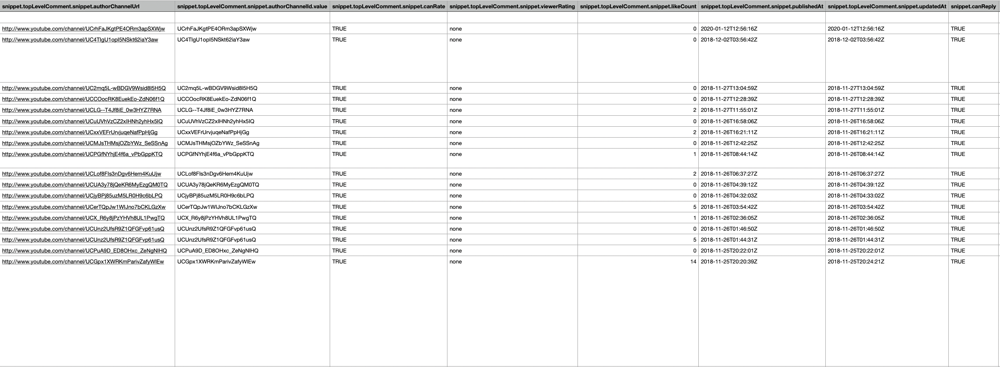 snippet.topLevelComment.snippet.authorChannelUrl snippet.topLevelComment.snippet.authorChannelId.value snippet.topLevelComment.snippet.canRate snippet.topLevelComment.snippet.viewerRating snippet.topLevelComment.snippet.likeCount snippet.topLevelComment.snippet.publishedAt snippet.topLevelComment.snippet.updatedAt snippet.canReply
http://www.youtube.com/channel/UCrhFaJKgtPE4ORm3apSXWjw UCrhFaJKgtPE4ORm3apSXWjw TRUE none 0 2020-01-12T12:56:16Z 2020-01-12T12:56:16Z TRUE
http://www.youtube.com/channel/UC4TIgU1opI5NSkt62iaY3aw UC4TIgU1opI5NSkt62iaY3aw TRUE none 0 2018-12-02T03:56:42Z 2018-12-02T03:56:42Z TRUE
http://www.youtube.com/channel/UC2mq5L-wBDGV9Wsid8l5H5Q UC2mq5L-wBDGV9Wsid8l5H5Q TRUE none 0 2018-11-27T13:04:59Z 2018-11-27T13:04:59Z TRUE
http://www.youtube.com/channel/UCCOocRK8EuekEo-ZdN06f1Q UCCOocRK8EuekEo-ZdN06f1Q TRUE none 0 2018-11-27T12:28:39Z 2018-11-27T12:28:39Z TRUE
http://www.youtube.com/channel/UCLG--T4Jf8iE_0w3HYZ7RNA UCLG--T4Jf8iE_0w3HYZ7RNA TRUE none 2 2018-11-27T11:55:01Z 2018-11-27T11:55:01Z TRUE
http://www.youtube.com/channel/UCuUVhVzCZ2xIHNh2yhHx5IQ UCuUVhVzCZ2xIHNh2yhHx5IQ TRUE none 0 2018-11-26T16:58:06Z 2018-11-26T16:58:06Z TRUE
http://www.youtube.com/channel/UCxxVEFrUrvjuqeNafPpHjGg UCxxVEFrUrvjuqeNafPpHjGg TRUE none 2 2018-11-26T16:21:11Z 2018-11-26T16:21:11Z TRUE
http://www.youtube.com/channel/UCMJsTHMsjOZbYWz_SeSSnAg UCMJsTHMsjOZbYWz_SeSSnAg TRUE none 0 2018-11-26T12:42:25Z 2018-11-26T12:42:25Z TRUE
http://www.youtube.com/channel/UCPGfNYhjE4f6a_vPbGppKTQ UCPGfNYhjE4f6a_vPbGppKTQ TRUE none 1 2018-11-26T08:44:14Z 2018-11-26T08:44:14Z TRUE
http://www.youtube.com/channel/UCLof8FIs3nDgv6Hem4KuUjw UCLof8FIs3nDgv6Hem4KuUjw TRUE none 2 2018-11-26T06:37:27Z 2018-11-26T06:37:27Z TRUE
http://www.youtube.com/channel/UCUA3y78jQeKR6MyEzgQM0TQ UCUA3y78jQeKR6MyEzgQM0TQ TRUE none 0 2018-11-26T04:39:12Z 2018-11-26T04:39:12Z TRUE
http://www.youtube.com/channel/UCjyBPj85uzM5LR0H9c6bLPQ UCjyBPj85uzM5LR0H9c6bLPQ TRUE none 0 2018-11-26T04:32:03Z 2018-11-26T04:33:02Z TRUE
http://www.youtube.com/channel/UCerTQpJw1WIJno7bCKLGzXw UCerTQpJw1WIJno7bCKLGzXw TRUE none 5 2018-11-26T03:54:42Z 2018-11-26T03:54:42Z TRUE
http://www.youtube.com/channel/UCX_R6y8jPzYHVh8UL1PwgTQ UCX_R6y8jPzYHVh8UL1PwgTQ TRUE none 1 2018-11-26T02:36:05Z 2018-11-26T02:36:05Z TRUE
http://www.youtube.com/channel/UCUnz2UfsR9Z1QFGFvp61usQ UCUnz2UfsR9Z1QFGFvp61usQ TRUE none 0 2018-11-26T01:46:50Z 2018-11-26T01:46:50Z TRUE
http://www.youtube.com/channel/UCUnz2UfsR9Z1QFGFvp61usQ UCUnz2UfsR9Z1QFGFvp61usQ TRUE none 5 2018-11-26T01:44:31Z 2018-11-26T01:44:31Z TRUE
http://www.youtube.com/channel/UCPuA9D_ED8OHxc_ZeNgNlHQ UCPuA9D_ED8OHxc_ZeNgNlHQ TRUE none 0 2018-11-25T20:22:01Z 2018-11-25T20:22:01Z TRUE
http://www.youtube.com/channel/UCGpx1XWRKmParivZafyWlEw UCGpx1XWRKmParivZafyWlEw TRUE none 14 2018-11-25T20:20:39Z 2018-11-25T20:24:21Z TRUE